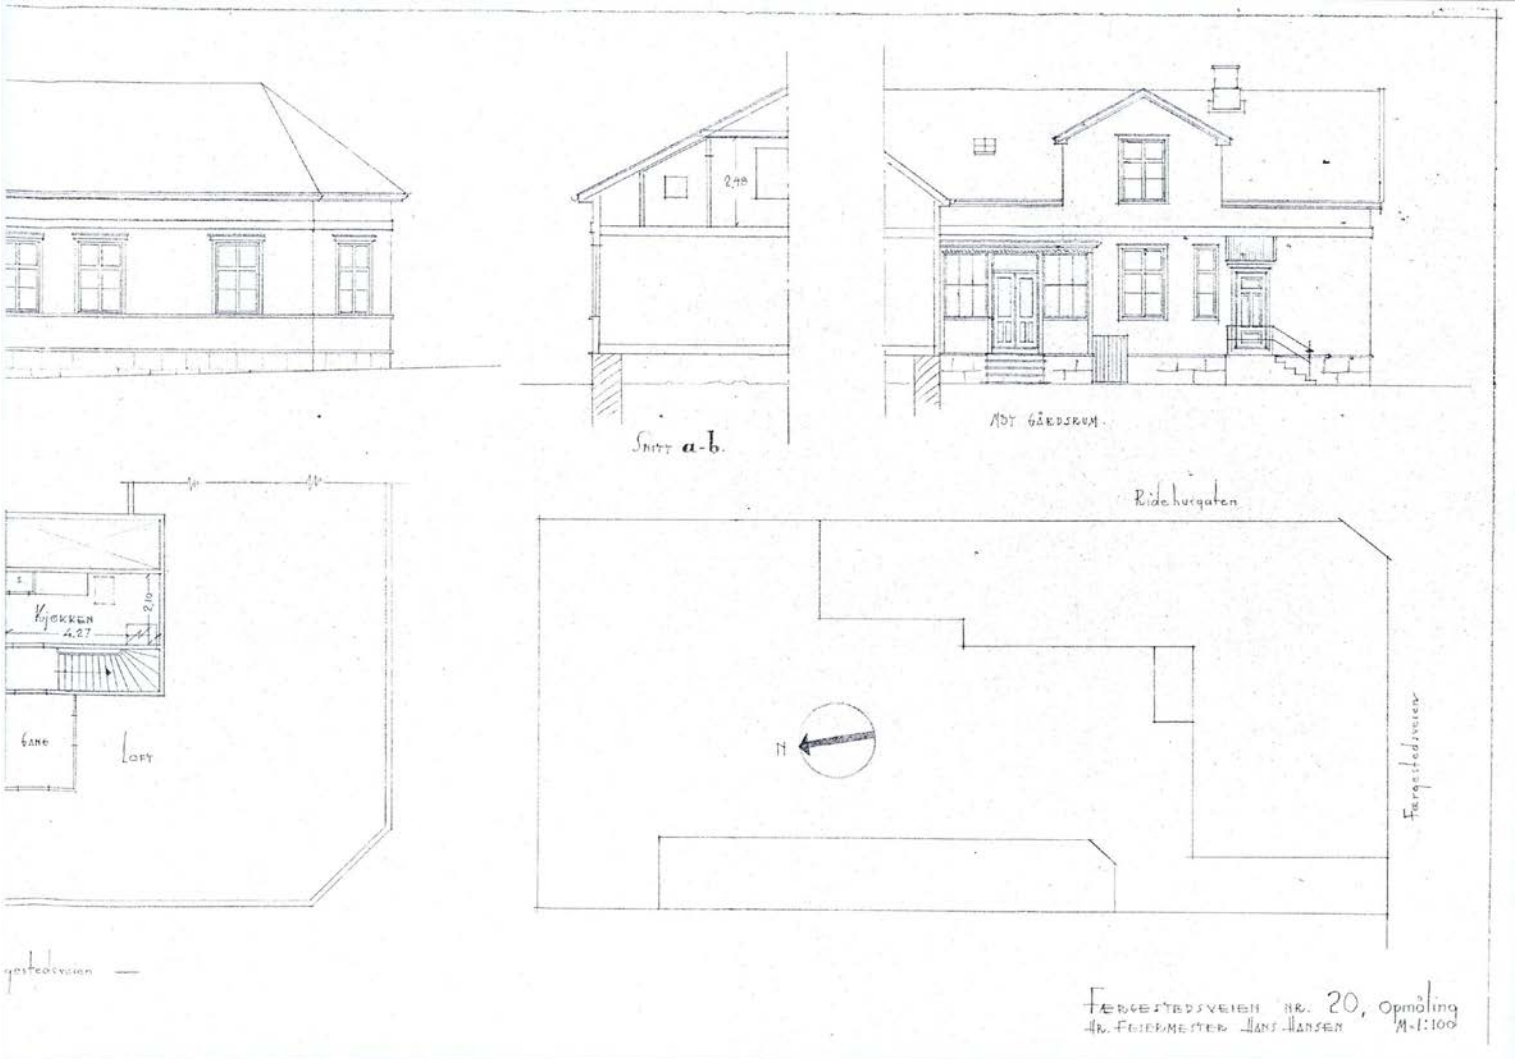 2,48
Snitt a-b.
Mot Gårdsrum.
Ridehusgaten
S
Kjøkken
4.27
2,10
Gang
Loft
N
Færgestedsveien
gestedsveien —
Færgestedsveien nr. 20, opmåling
Hr. Feiermester Hans Hansen M-1:100